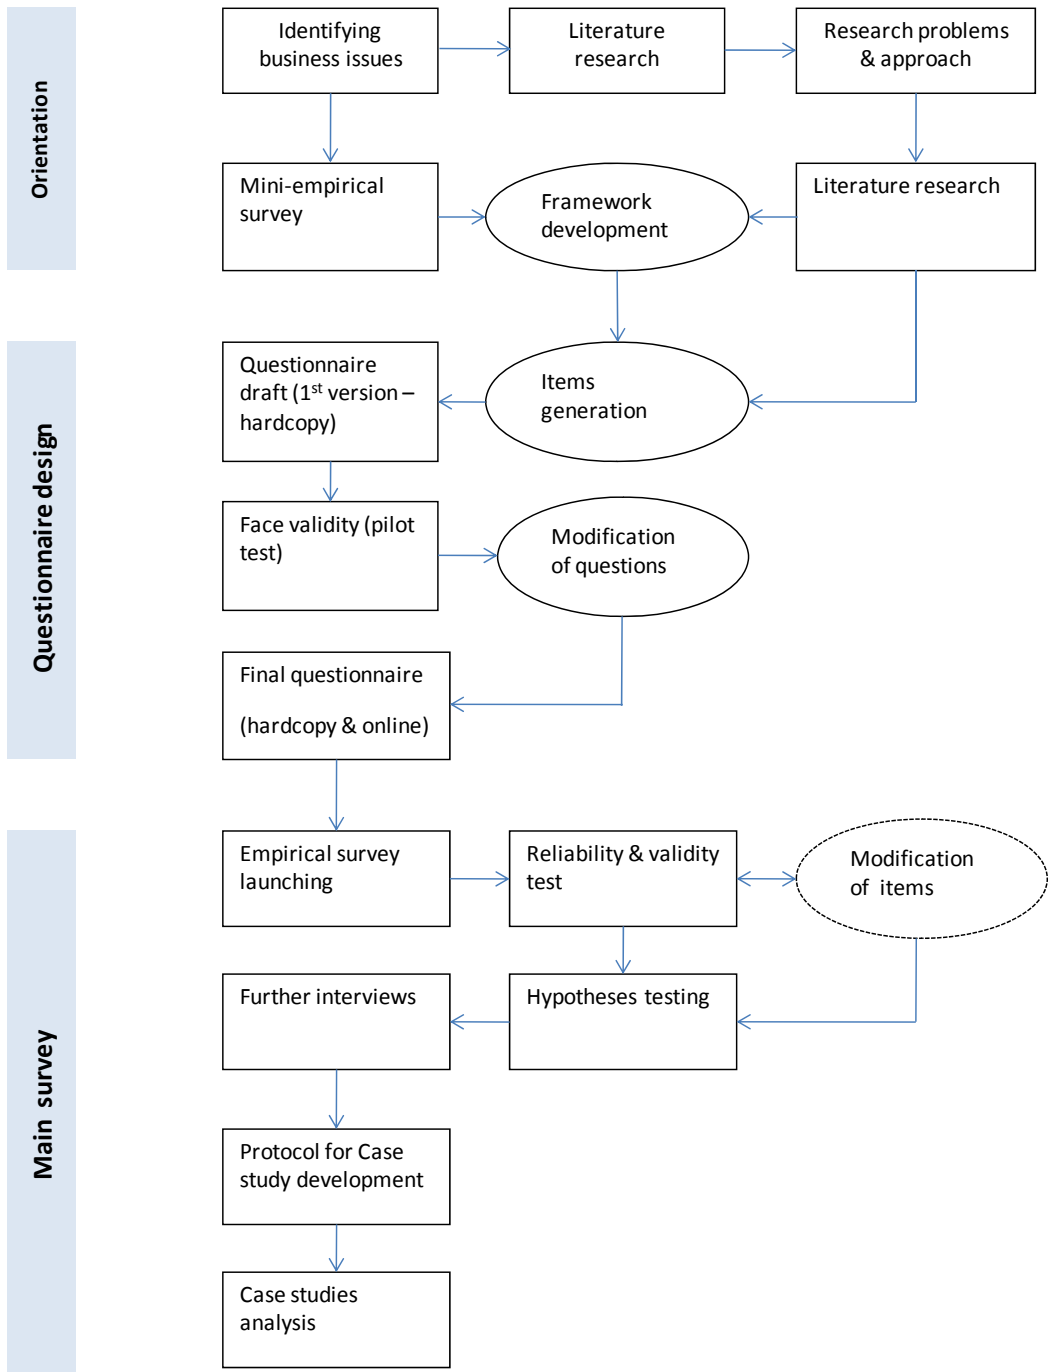 Orientation
Identifying
business issues
Literature
research
Research problems
& approach
Mini-empirical
survey
Framework
development
Literature research
Questionnaire design
Questionnaire
draft (1st version –
hardcopy)
Items
generation
Face validity (pilot
test)
Modification
of questions
Final questionnaire
(hardcopy & online)
Main survey
Empirical survey
launching
Reliability & validity
test
Modification
of items
Further interviews
Hypotheses testing
Protocol for Case
study development
Case studies
analysis